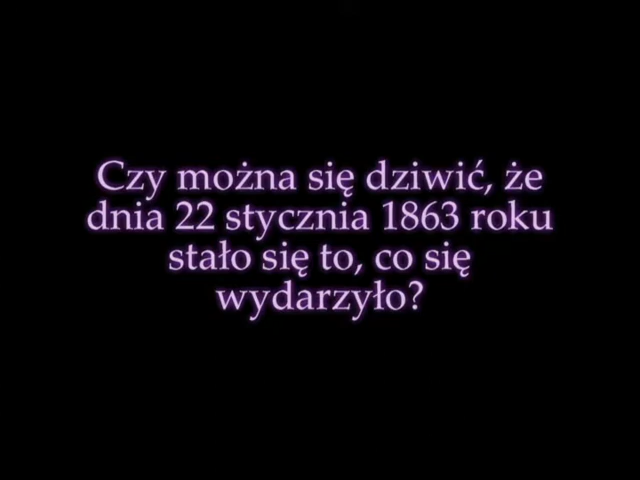 Czy można się dziwić, że
dnia 22 stycznia 1863 roku
stało się to, co się
wydarzyło?